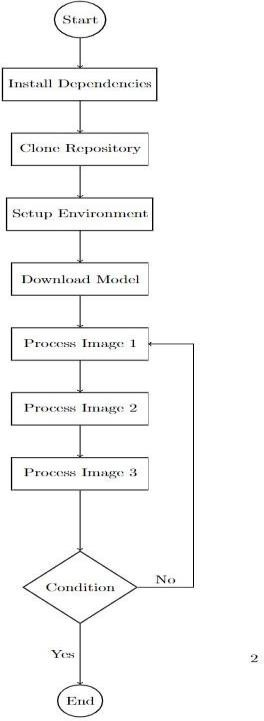 Start
Install Dependencies
Clone Repository
Setup Environment
Download Model
Process Image 1
Process Image 2
Process Image 3
Condition
No
Yes
2
End